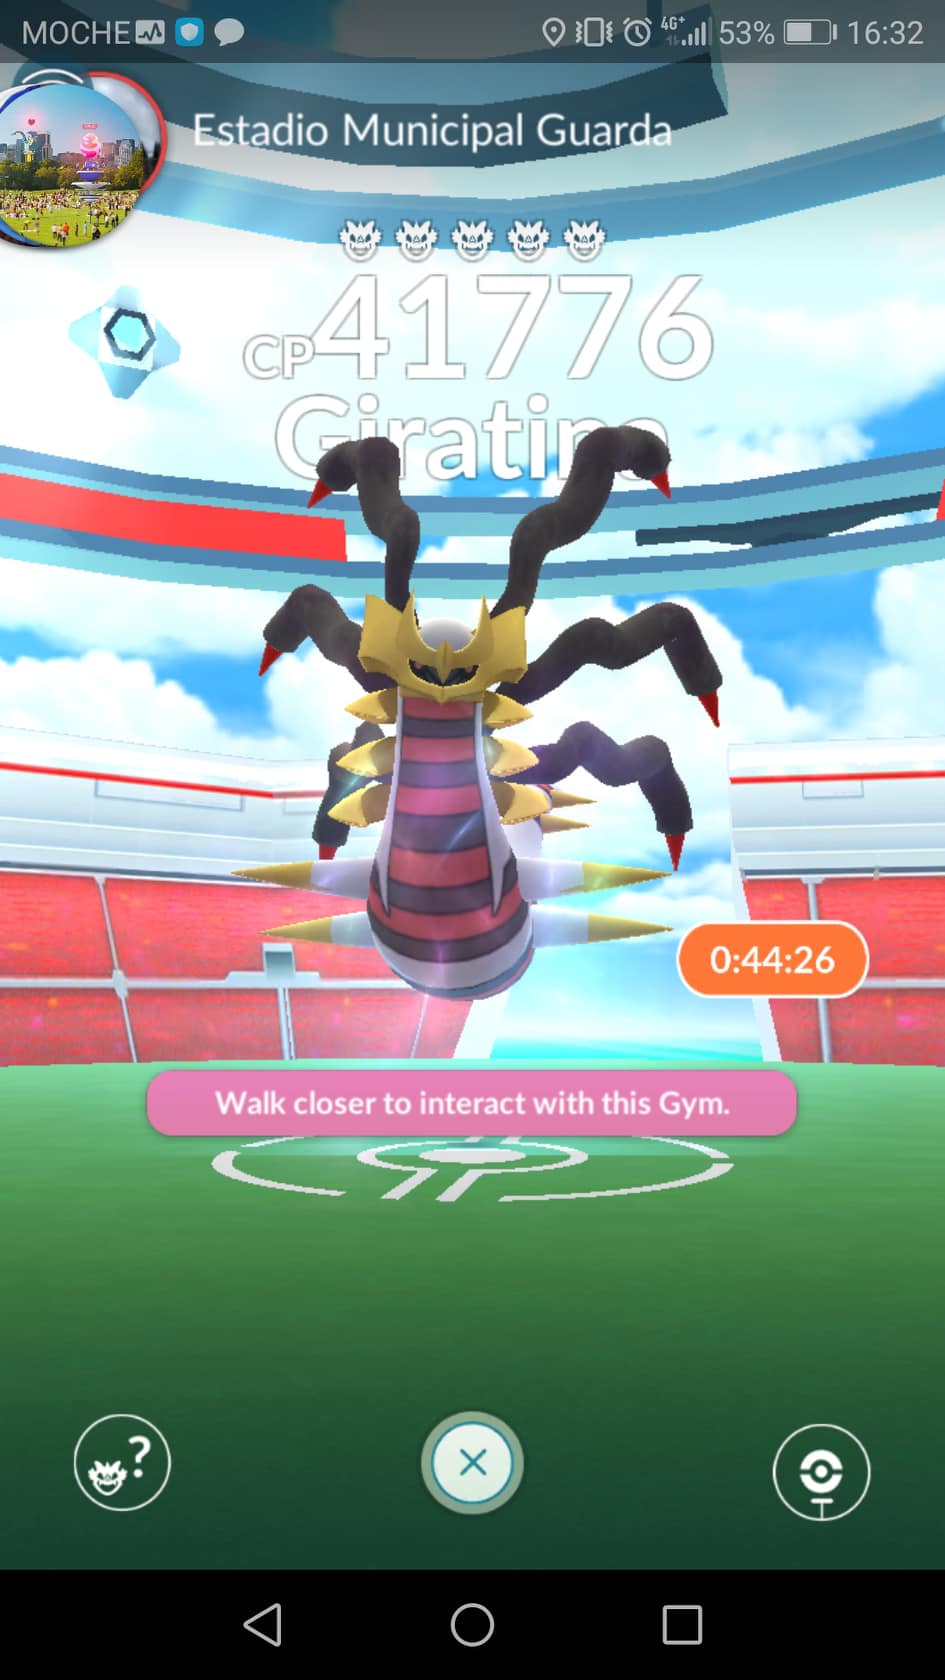 MOCHE 4G+ 53% 16:32
Estadio Municipal Guarda
CP41776
Giratina
0:44:26
Walk closer to interact with this Gym.
?